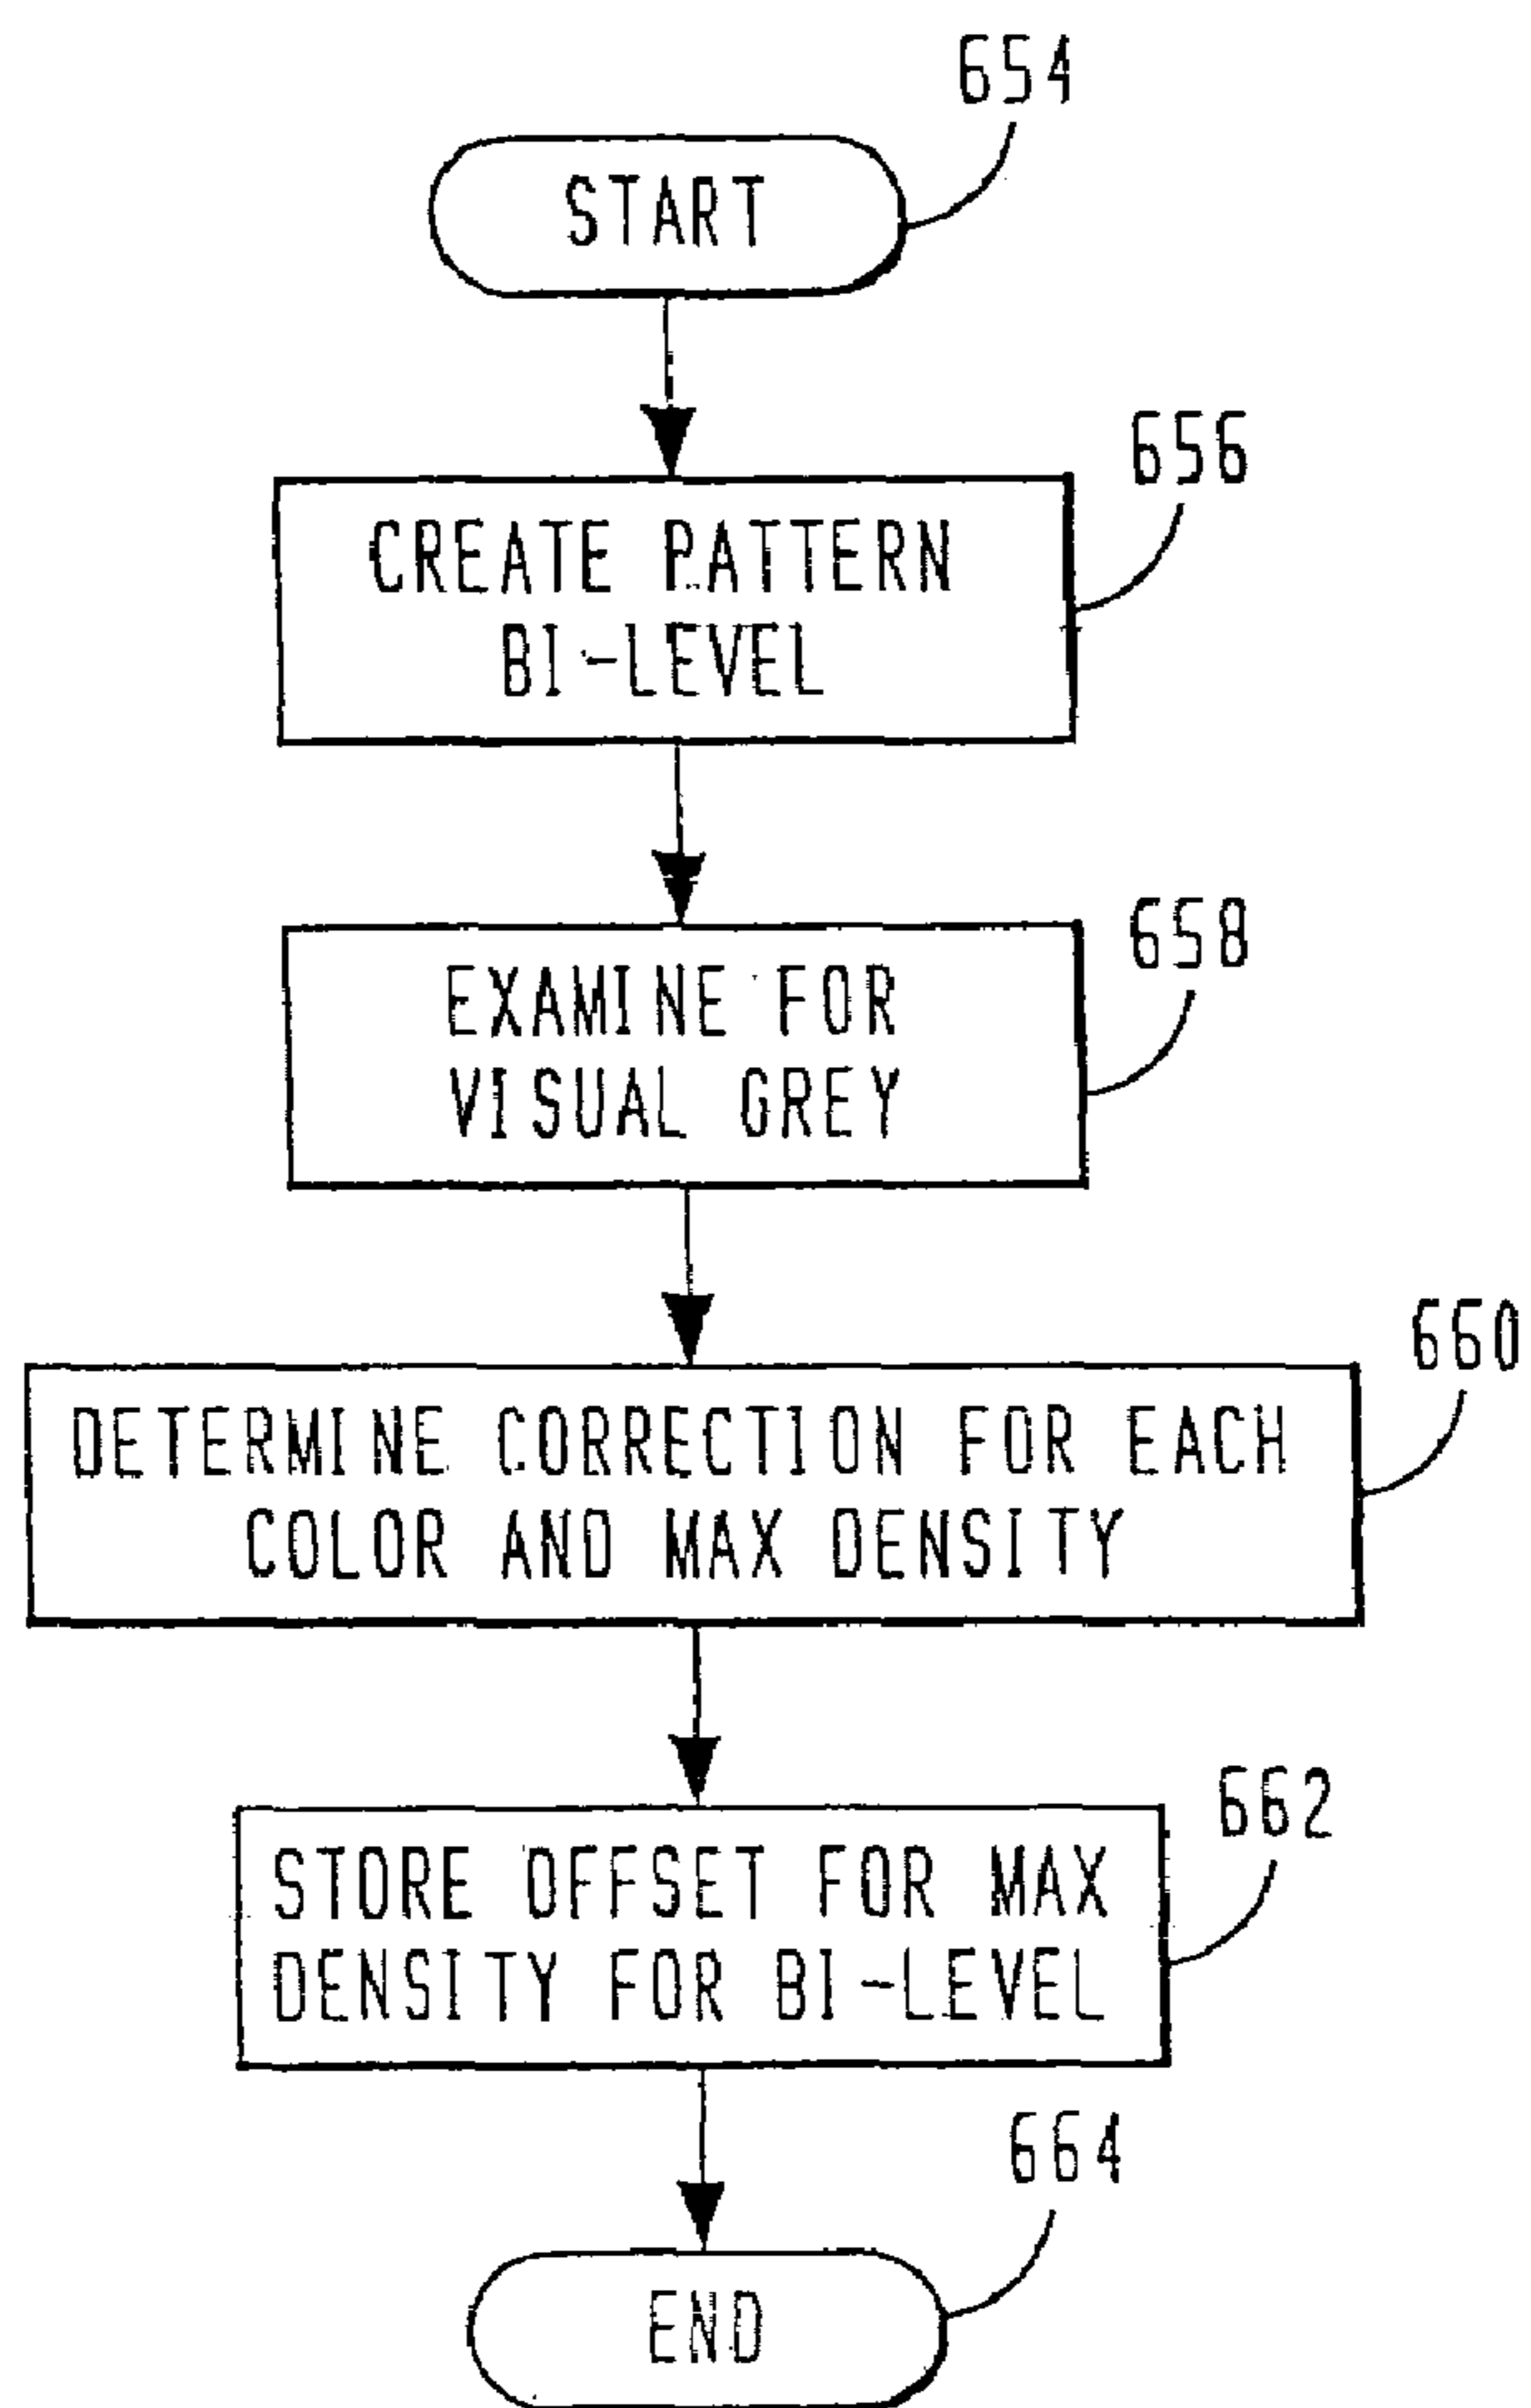 654
START
656
CREATE PATTERN
BI-LEVEL
658
EXAMINE FOR
VISUAL GREY
660
DETERMINE CORRECTION FOR EACH
COLOR AND MAX DENSITY
662
STORE OFFSET FOR MAX
DENSITY FOR BI-LEVEL
664
END